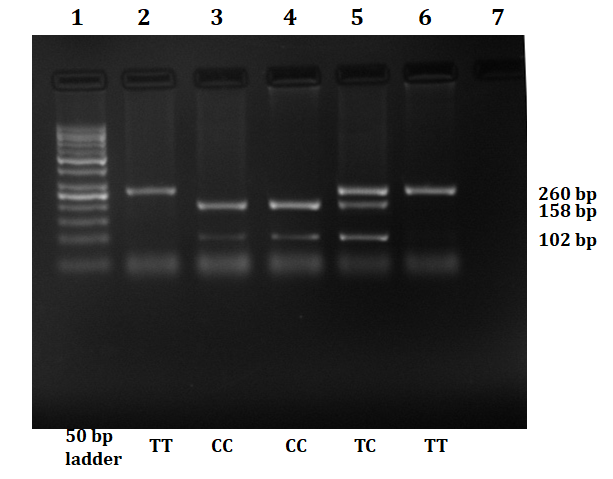 1 2 3 4 5 6 7
260 bp
158 bp
102 bp
50 bp
ladder
TT CC CC TC TT